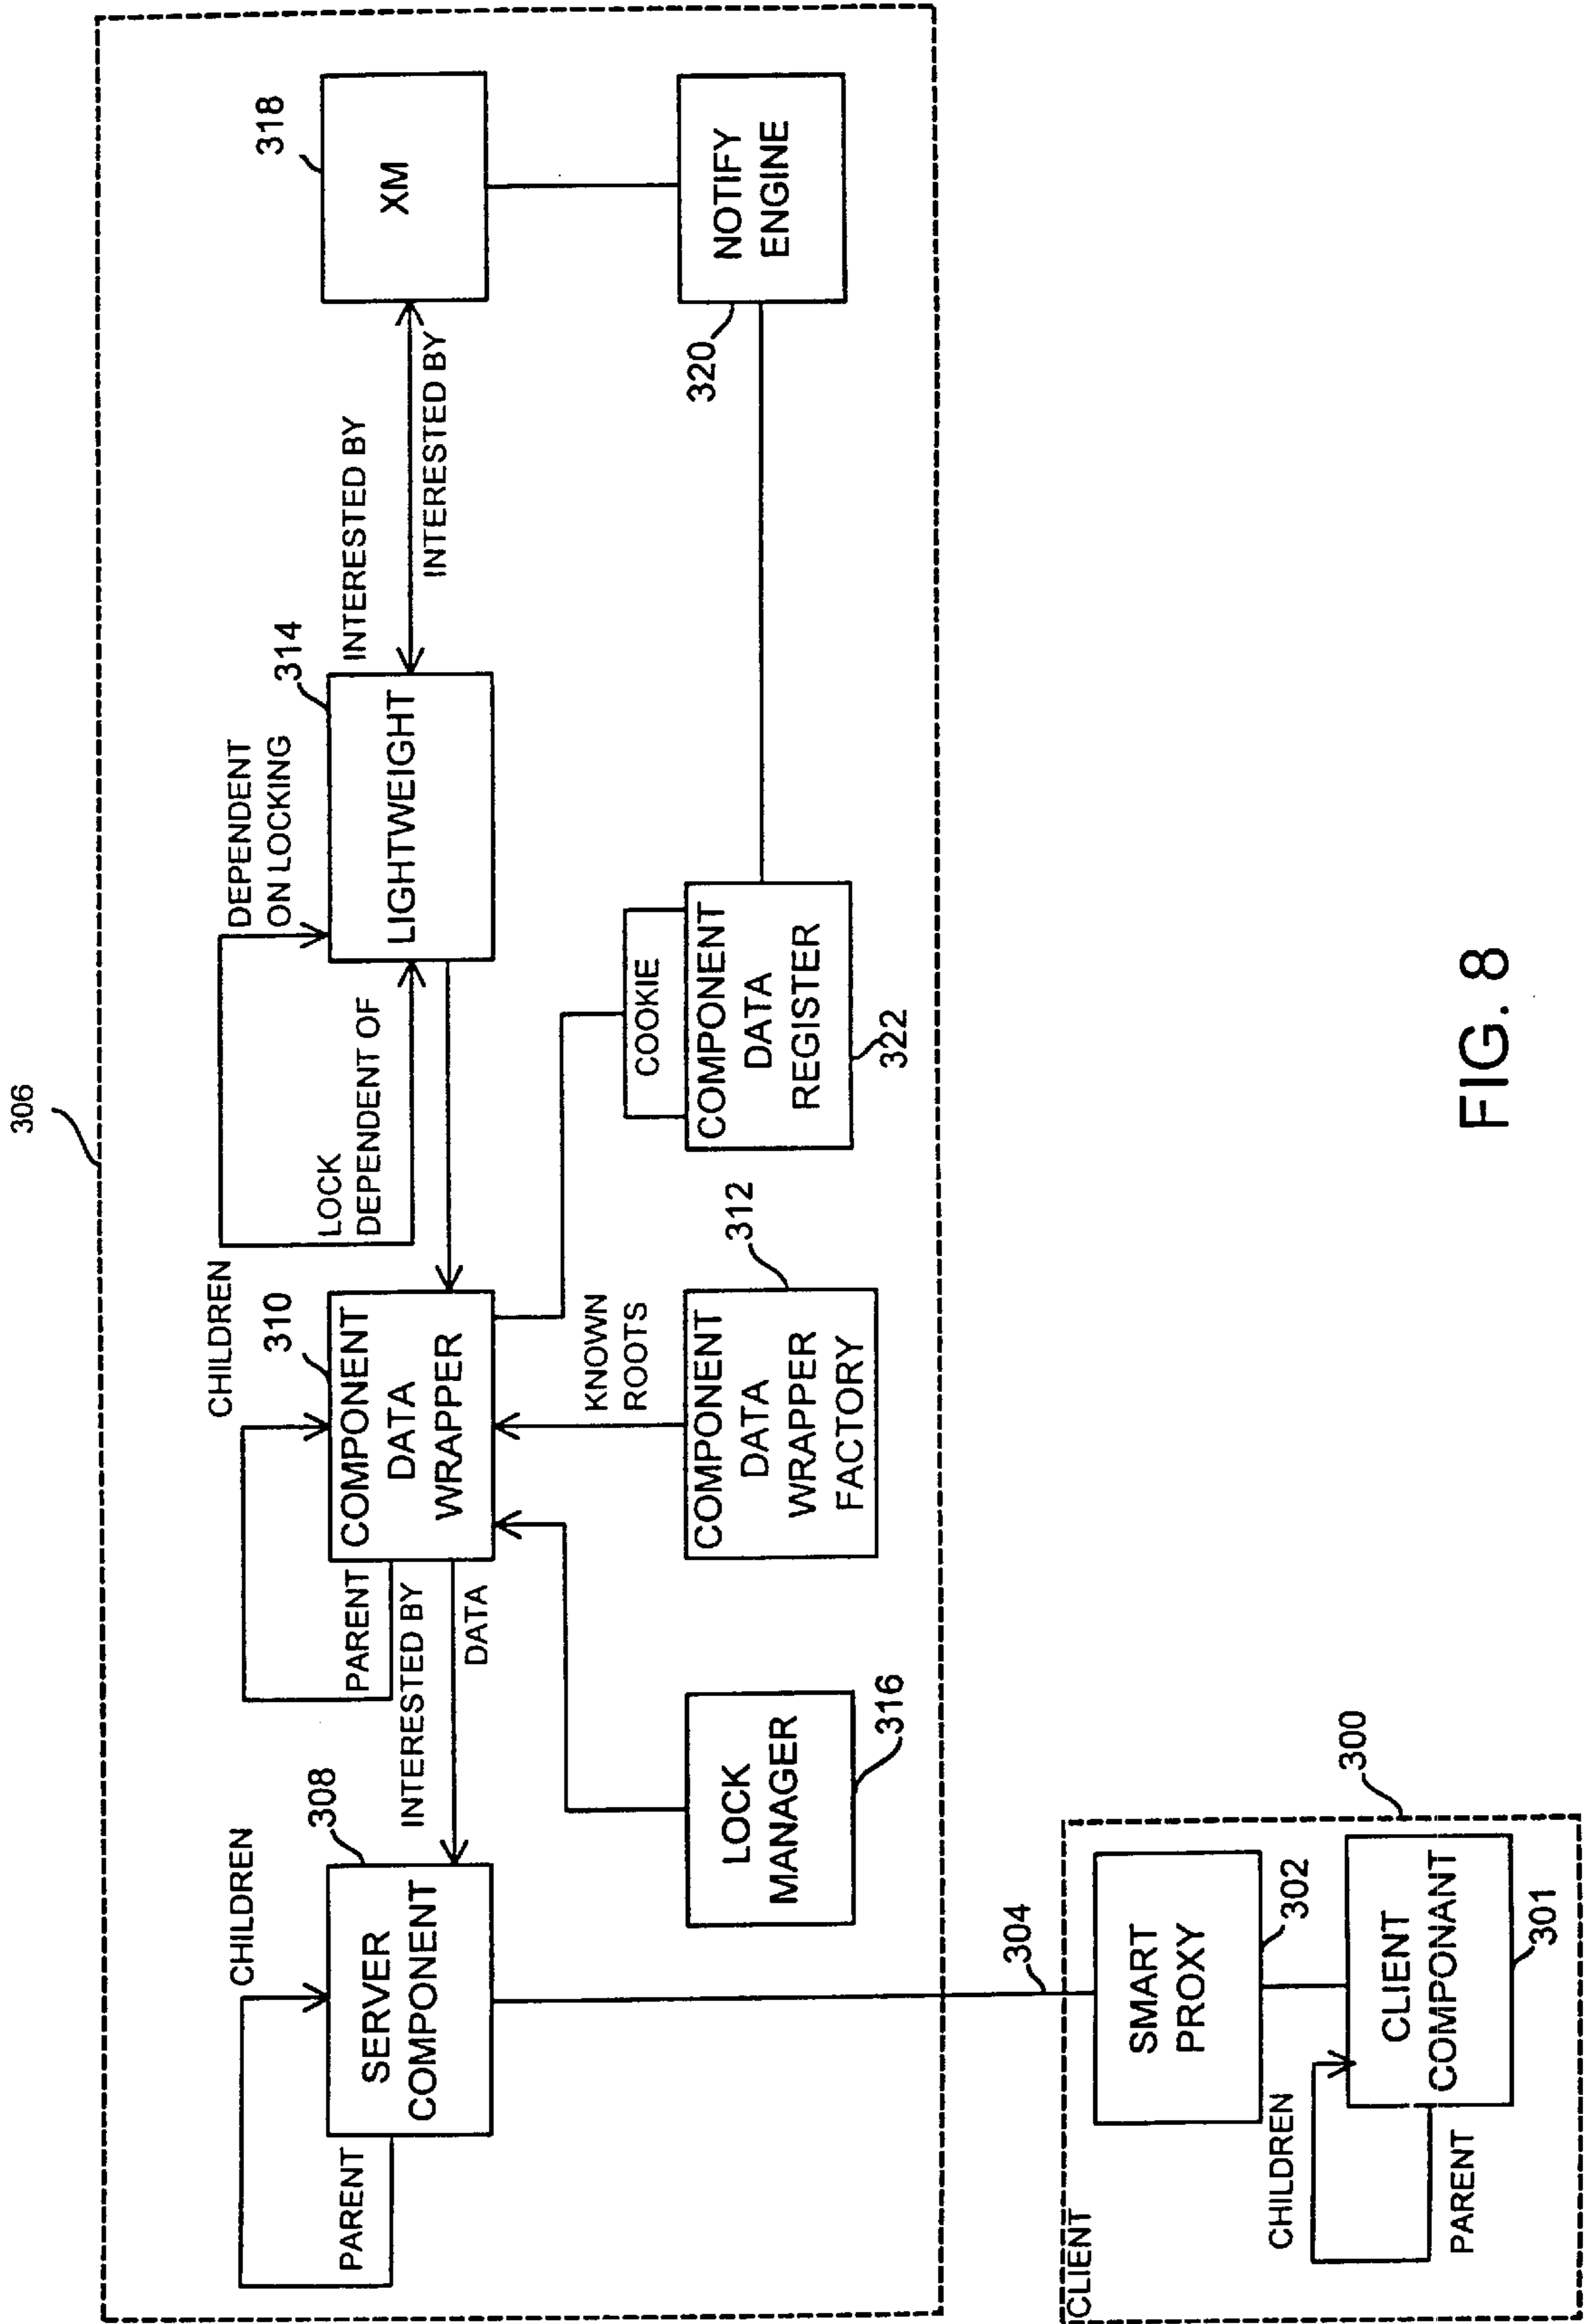 306
CHILDREN
PARENT
308
SERVER
COMPONENT
INTERESTED BY
DATA
CHILDREN
PARENT
310
COMPONENT
DATA
WRAPPER
DEPENDENT
ON LOCKING
LOCK
DEPENDENT OF
314
LIGHTWEIGHT
INTERESTED BY
INTERESTED BY
318
XM
LOCK
MANAGER
316
KNOWN
ROOTS
312
COMPONENT
DATA
WRAPPER
FACTORY
COOKIE
COMPONENT
DATA
REGISTER
322
320
NOTIFY
ENGINE
304
CLIENT
SMART
PROXY
302
300
CHILDREN
PARENT
CLIENT
COMPONANT
301
FIG. 8